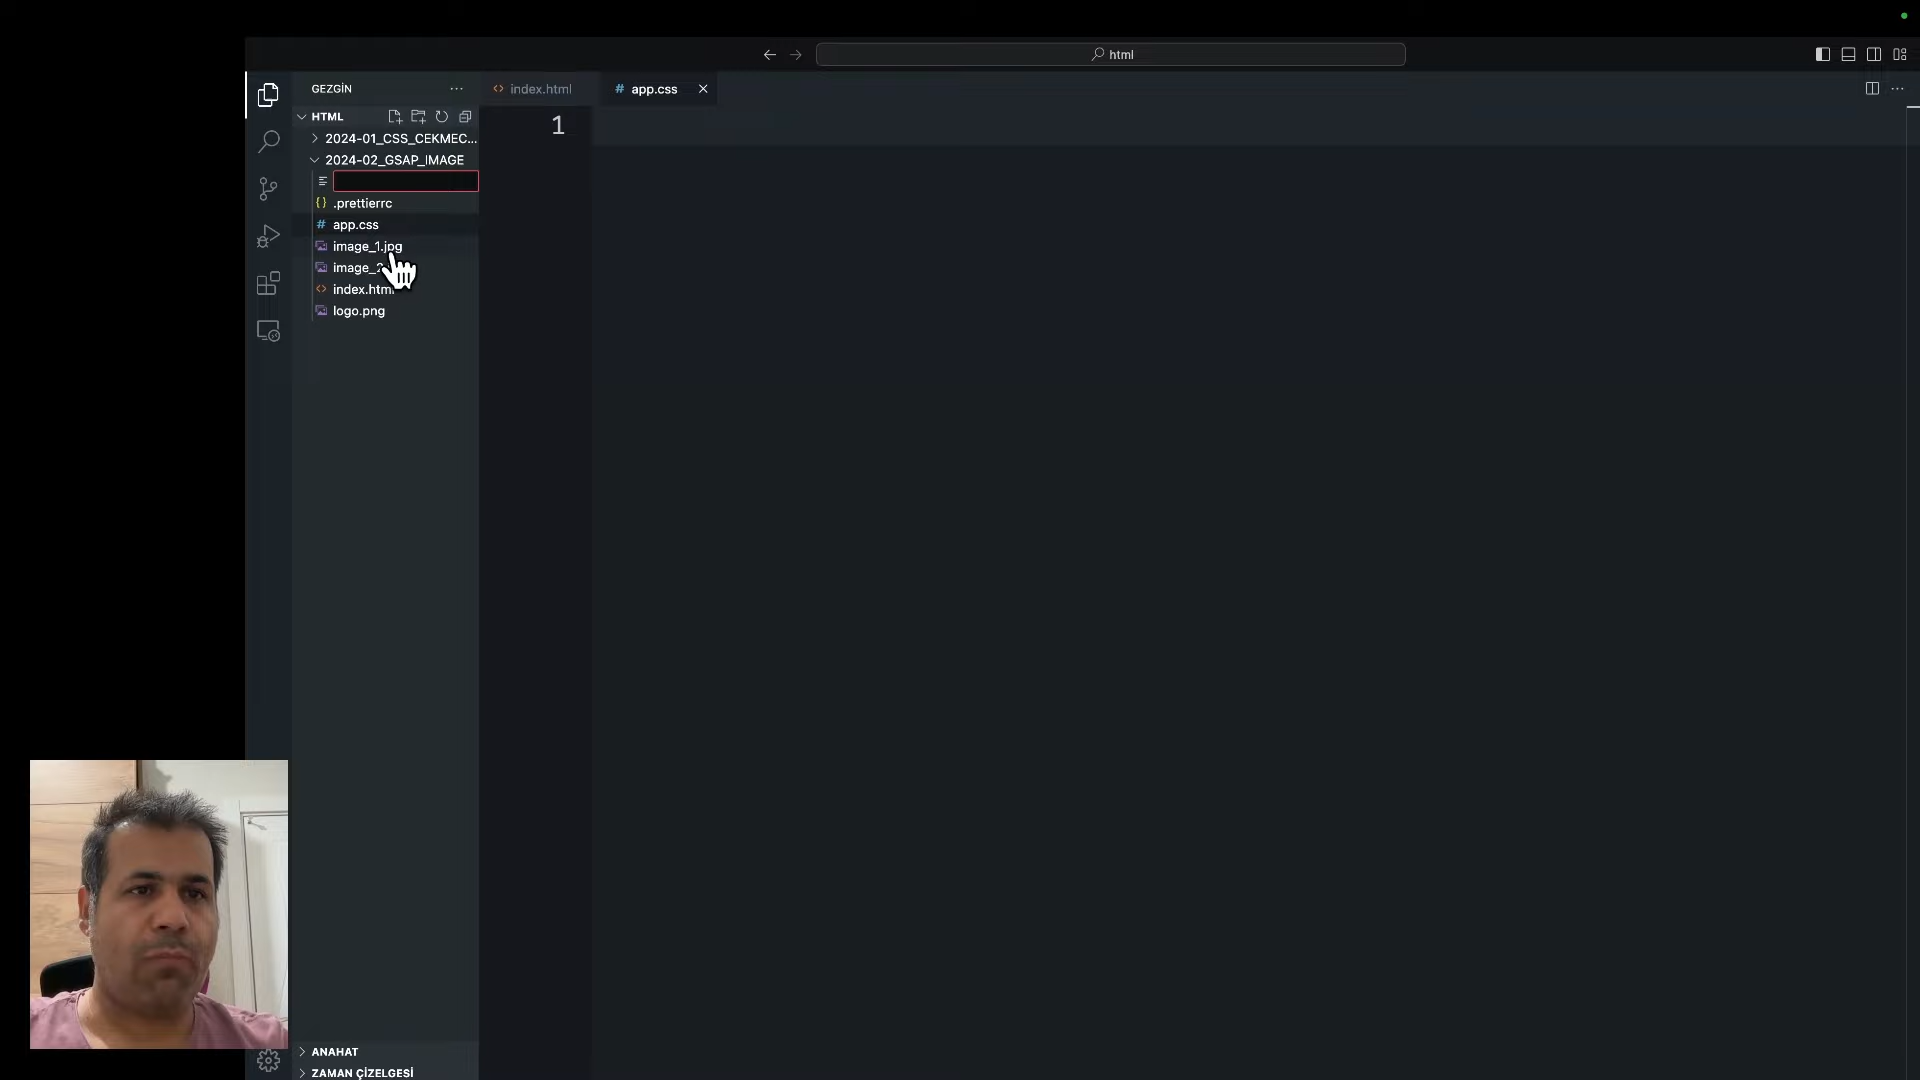 html
GEZGİN
index.html
# app.css
HTML
1
2024-01_CSS_CEKMEC...
2024-02_GSAP_IMAGE
{} .prettierrc
# app.css
image_1.jpg
<> index.html
logo.png
ANAHAT
ZAMAN ÇİZELGESİ